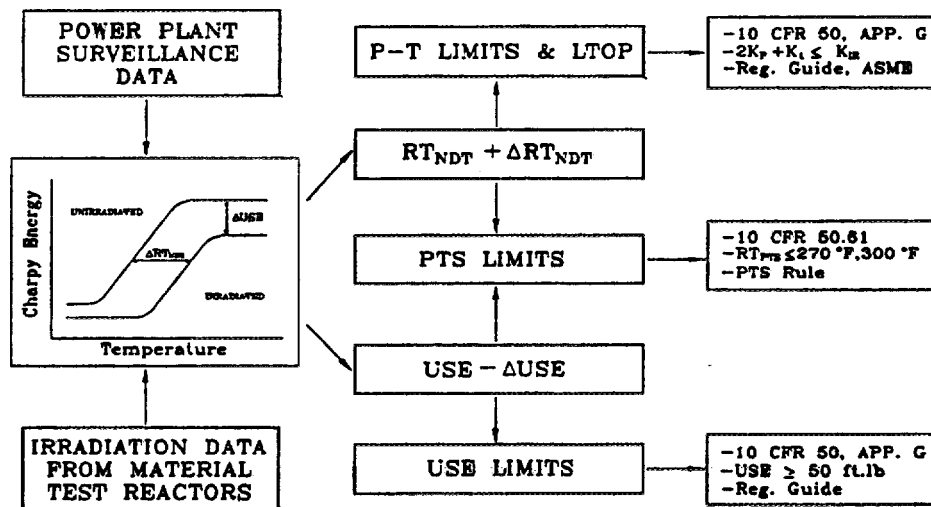 POWER PLANT
SURVEILLANCE
DATA
Charpy Energy
UNIRRADIATED
ΔUSE
ΔRT_NDT
IRRADIATED
Temperature
IRRADIATION DATA
FROM MATERIAL
TEST REACTORS
P-T LIMITS & LTOP
RT_NDT + ΔRT_NDT
PTS LIMITS
USE - ΔUSE
USE LIMITS
-10 CFR 50, APP. G
-2K_P + K_t ≤ K_IR
-Reg. Guide, ASME
-10 CFR 50.61
-RT_PTS ≤ 270 °F, 300 °F
-PTS Rule
-10 CFR 50, APP. G
-USE ≥ 50 ft.lb
-Reg. Guide